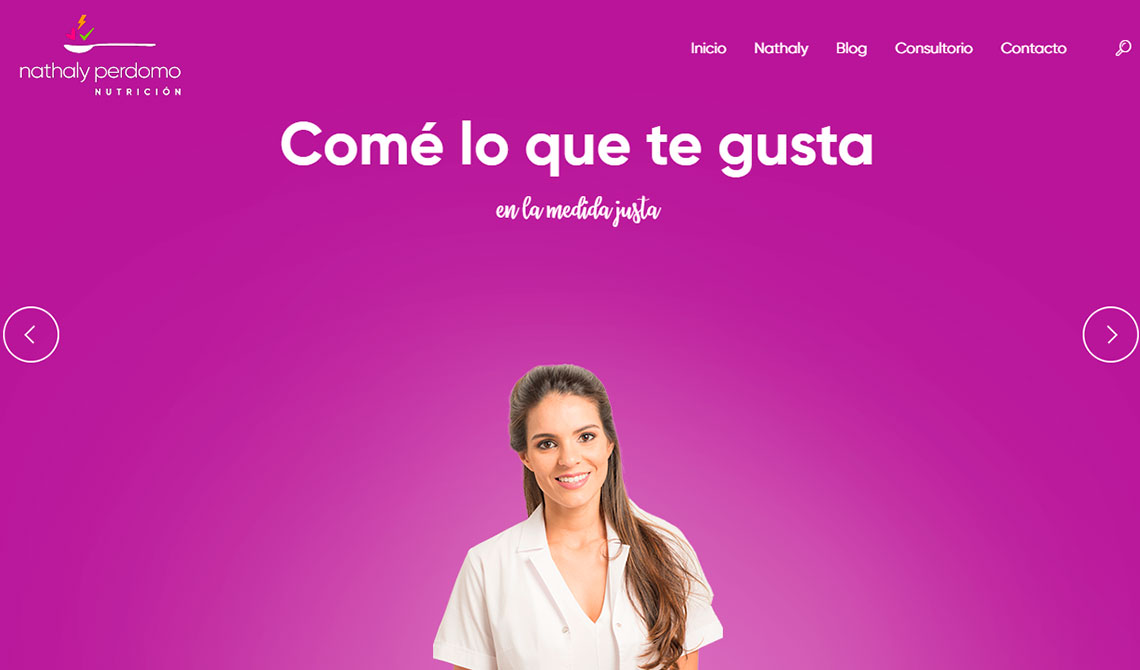 nathaly perdomo
NUTRICIÓN
Inicio Nathaly Blog Consultorio Contacto
Comé lo que te gusta
en la medida justa